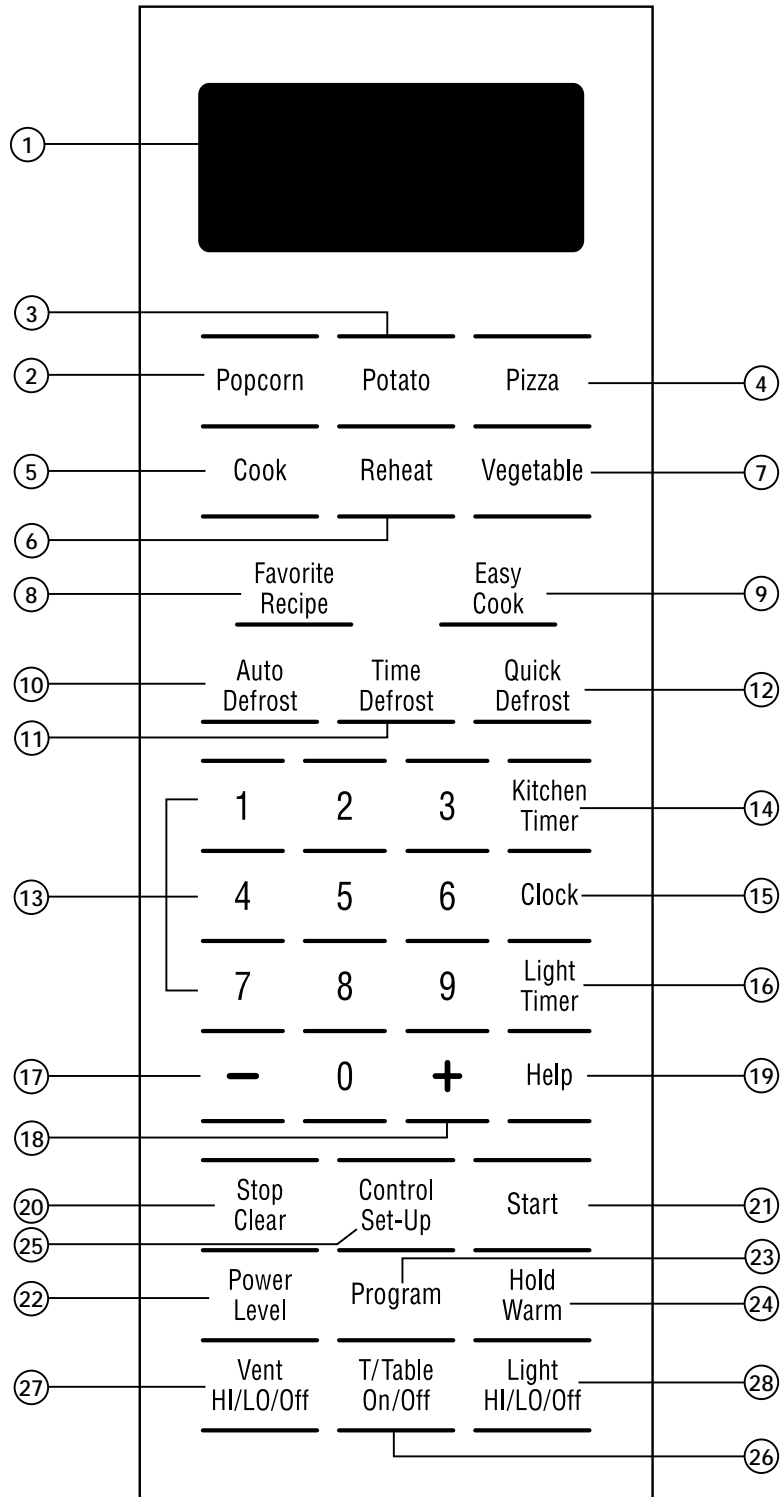 1
3
2 Popcorn Potato Pizza 4
5 Cook Reheat Vegetable 7
6
Favorite Easy
8 Recipe Cook 9
Auto Time Quick
10 Defrost Defrost Defrost 12
11
1 2 3 Kitchen
Timer 14
13 4 5 6 Clock 15
7 8 9 Light
Timer 16
17 − 0 + Help 19
18
Stop Control
20 Clear Set-Up Start 21
25
23
Power Program Hold
22 Level Warm 24
Vent T/Table Light
27 HI/LO/Off On/Off HI/LO/Off 28
26